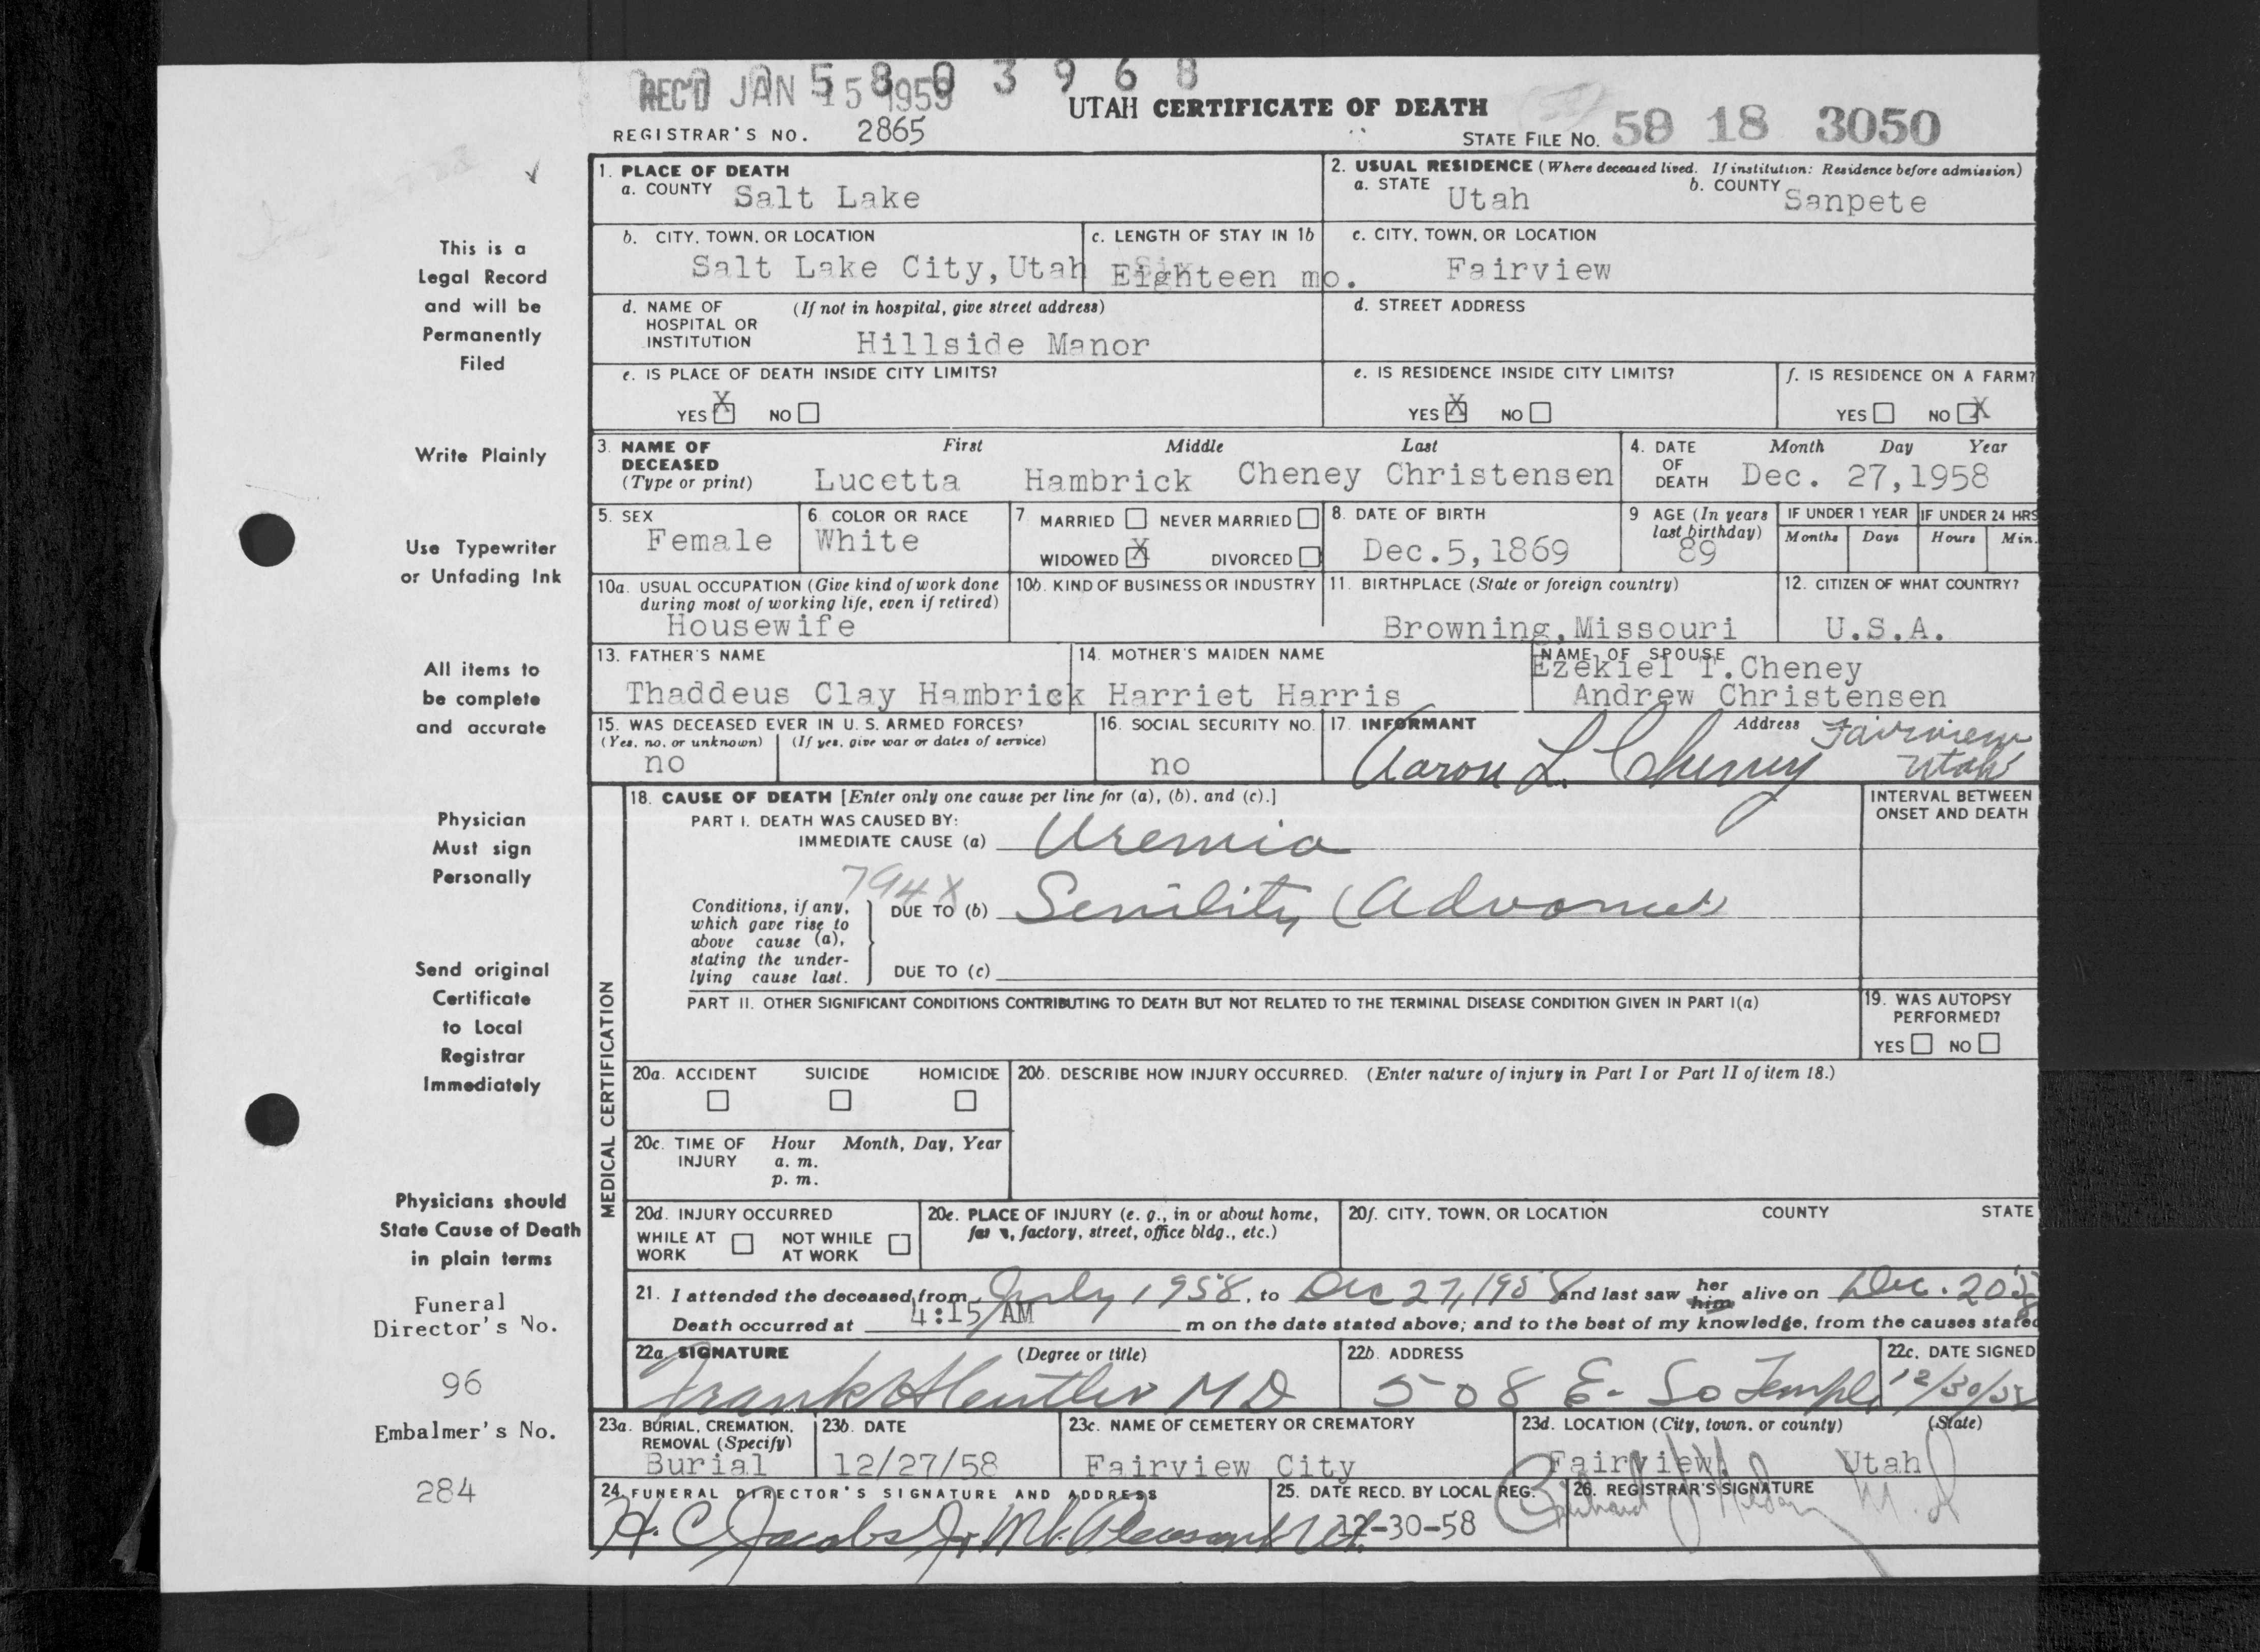 REC'D JAN 15 1959
5 8 0 3 9 6 8
UTAH CERTIFICATE OF DEATH
REGISTRAR'S NO. 2865
STATE FILE NO. 58 18 3050
1. PLACE OF DEATH
a. COUNTY Salt Lake
2. USUAL RESIDENCE (Where deceased lived. If institution: Residence before admission)
a. STATE Utah b. COUNTY Sanpete
b. CITY, TOWN, OR LOCATION Salt Lake City, Utah
c. LENGTH OF STAY IN 1b Eighteen mo.
c. CITY, TOWN, OR LOCATION Fairview
d. NAME OF HOSPITAL OR INSTITUTION (If not in hospital, give street address) Hillside Manor
d. STREET ADDRESS
e. IS PLACE OF DEATH INSIDE CITY LIMITS?
YES X NO
e. IS RESIDENCE INSIDE CITY LIMITS?
YES X NO
f. IS RESIDENCE ON A FARM?
YES NO X
3. NAME OF DECEASED (Type or print) First Middle Last
Lucetta Hambrick Cheney Christensen
4. DATE OF DEATH Month Day Year
Dec. 27, 1958
5. SEX Female
6. COLOR OR RACE White
7 MARRIED NEVER MARRIED
WIDOWED X DIVORCED
8. DATE OF BIRTH Dec. 5, 1869
9 AGE (In years last birthday) 89
IF UNDER 1 YEAR Months Days
IF UNDER 24 HRS Hours Min.
10a. USUAL OCCUPATION (Give kind of work done during most of working life, even if retired) Housewife
10b. KIND OF BUSINESS OR INDUSTRY
11. BIRTHPLACE (State or foreign country) Browning, Missouri
12. CITIZEN OF WHAT COUNTRY? U.S.A.
13. FATHER'S NAME Thaddeus Clay Hambrick
14. MOTHER'S MAIDEN NAME Harriet Harris
NAME OF SPOUSE
Ezekiel T. Cheney
Andrew Christensen
15. WAS DECEASED EVER IN U. S. ARMED FORCES?
(Yes, no, or unknown) (If yes, give war or dates of service)
no
16. SOCIAL SECURITY NO. no
17. INFORMANT Aaron L. Cheney
Address Fairview Utah
MEDICAL CERTIFICATION
18. CAUSE OF DEATH [Enter only one cause per line for (a), (b), and (c).]
INTERVAL BETWEEN ONSET AND DEATH
PART I. DEATH WAS CAUSED BY:
IMMEDIATE CAUSE (a) Uremia
794X
Conditions, if any, which gave rise to above cause (a), stating the underlying cause last.
DUE TO (b) Senility (Advanced)
DUE TO (c)
PART II. OTHER SIGNIFICANT CONDITIONS CONTRIBUTING TO DEATH BUT NOT RELATED TO THE TERMINAL DISEASE CONDITION GIVEN IN PART I(a)
19. WAS AUTOPSY PERFORMED?
YES NO
20a. ACCIDENT SUICIDE HOMICIDE
20b. DESCRIBE HOW INJURY OCCURRED. (Enter nature of injury in Part I or Part II of item 18.)
20c. TIME OF INJURY Hour a. m. p. m. Month, Day, Year
20d. INJURY OCCURRED
WHILE AT WORK NOT WHILE AT WORK
20e. PLACE OF INJURY (e. g., in or about home, farm, factory, street, office bldg., etc.)
20f. CITY, TOWN, OR LOCATION COUNTY STATE
21. I attended the deceased from July 1958, to Dec 27, 1958 and last saw her him alive on Dec. 20 '58
Death occurred at 4:15 AM m on the date stated above; and to the best of my knowledge, from the causes stated
22a. SIGNATURE (Degree or title) Frank M D
22b. ADDRESS 508 E. So Temple
22c. DATE SIGNED 12/30/58
23a. BURIAL, CREMATION, REMOVAL (Specify) Burial
23b. DATE 12/27/58
23c. NAME OF CEMETERY OR CREMATORY Fairview City
23d. LOCATION (City, town, or county) (State) Fairview Utah
24. FUNERAL DIRECTOR'S SIGNATURE AND ADDRESS
H. C. Jacobs Jr Mt. Pleasant Ut.
25. DATE RECD. BY LOCAL REG. 12-30-58
26. REGISTRAR'S SIGNATURE
This is a
Legal Record
and will be
Permanently
Filed
Write Plainly
Use Typewriter
or Unfading Ink
All items to
be complete
and accurate
Physician
Must sign
Personally
Send original
Certificate
to Local
Registrar
Immediately
Physicians should
State Cause of Death
in plain terms
Funeral
Director's No.
96
Embalmer's No.
284